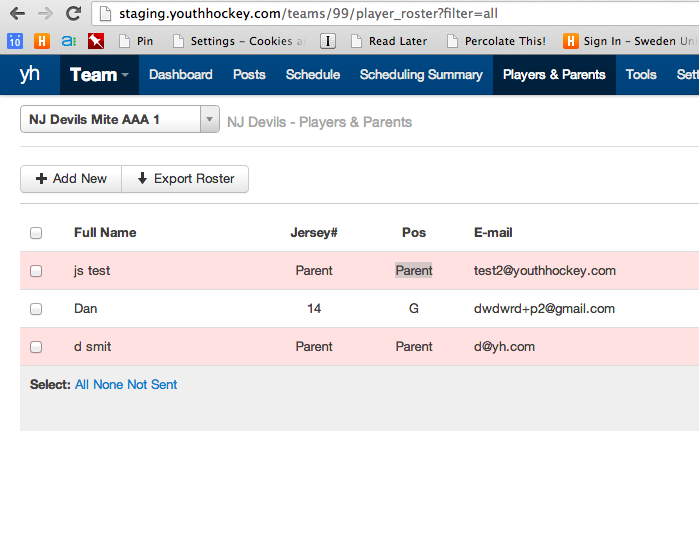 staging.youthhockey.com/teams/99/player_roster?filter=all
10 H a: Pin Settings - Cookies a I Read Later Percolate This! H Sign In - Sweden Un
yh Team Dashboard Posts Schedule Scheduling Summary Players & Parents Tools Sett
NJ Devils Mite AAA 1 NJ Devils - Players & Parents
Add New Export Roster
Full Name Jersey# Pos E-mail
js test Parent Parent test2@youthhockey.com
Dan 14 G dwdwrd+p2@gmail.com
d smit Parent Parent d@yh.com
Select: All None Not Sent